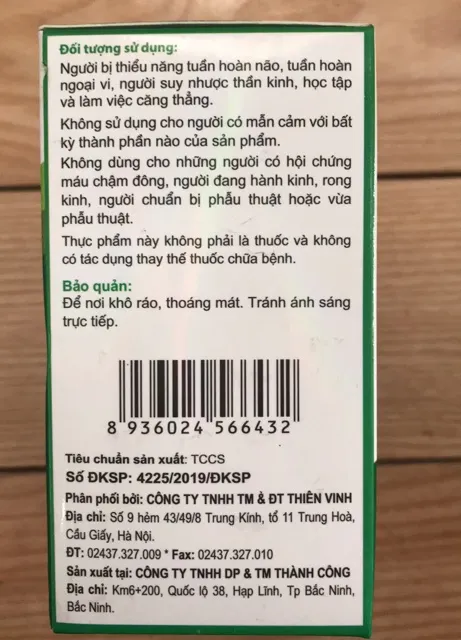 Đối tượng sử dụng:
Người bị thiểu năng tuần hoàn não, tuần hoàn
ngoại vi, người suy nhược thần kinh, học tập
và làm việc căng thẳng.
Không sử dụng cho người có mẫn cảm với bất
kỳ thành phần nào của sản phẩm.
Không dùng cho những người có hội chứng
máu chậm đông, người đang hành kinh, rong
kinh, người chuẩn bị phẫu thuật hoặc vừa
phẫu thuật.
Thực phẩm này không phải là thuốc và không
có tác dụng thay thế thuốc chữa bệnh.
Bảo quản:
Để nơi khô ráo, thoáng mát. Tránh ánh sáng
trực tiếp.
8 936024 566432
Tiêu chuẩn sản xuất: TCCS
Số ĐKSP: 4225/2019/ĐKSP
Phân phối bởi: CÔNG TY TNHH TM & ĐT THIÊN VINH
Địa chỉ: Số 9 hẻm 43/49/8 Trung Kính, tổ 11 Trung Hoà,
Cầu Giấy, Hà Nội.
ĐT: 02437.327.009 * Fax: 02437.327.010
Sản xuất tại: CÔNG TY TNHH DP & TM THÀNH CÔNG
Địa chỉ: Km6+200, Quốc lộ 38, Hạp Lĩnh, Tp Bắc Ninh,
Bắc Ninh.